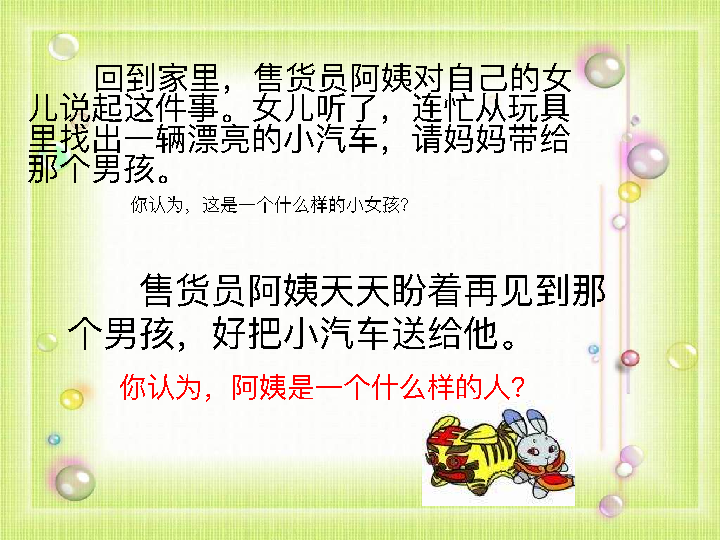 回到家里，售货员阿姨对自己的女
儿说起这件事。女儿听了，连忙从玩具
里找出一辆漂亮的小汽车，请妈妈带给
那个男孩。
你认为，这是一个什么样的小女孩？
售货员阿姨天天盼着再见到那
个男孩，好把小汽车送给他。
你认为，阿姨是一个什么样的人？